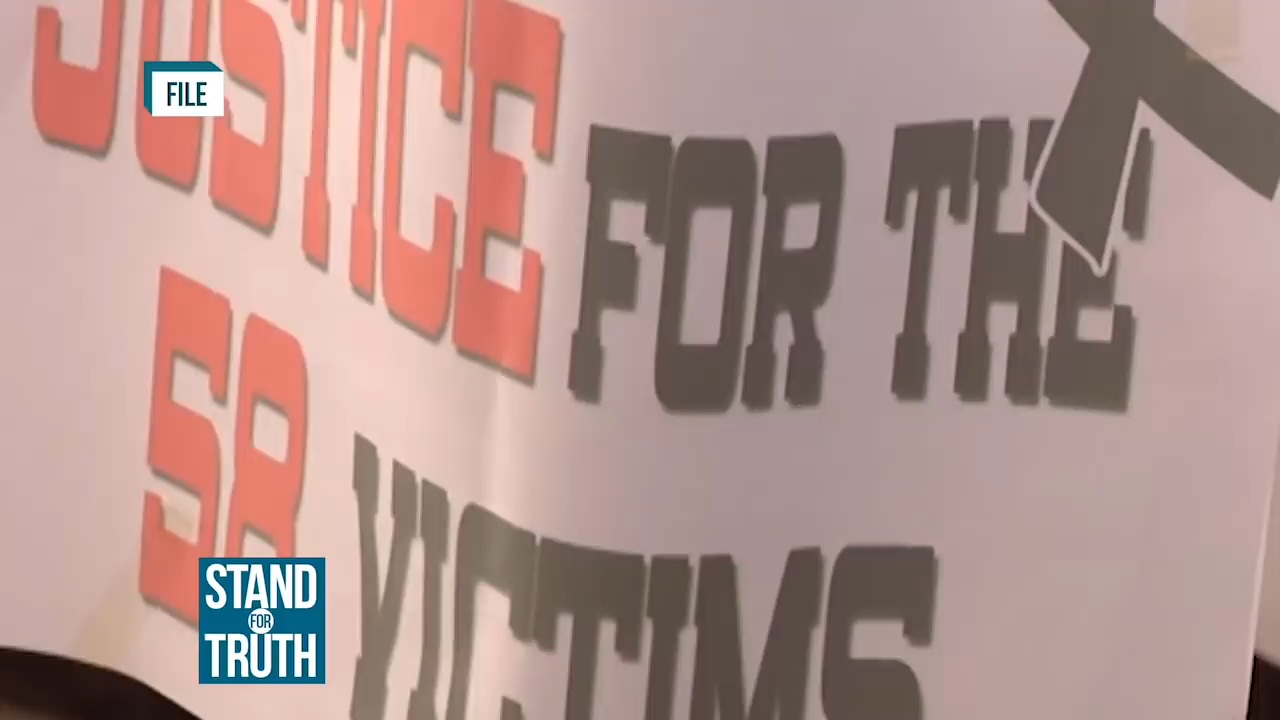 FILE
JUSTICE FOR THE
58 VICTIMS
STAND
FOR
TRUTH